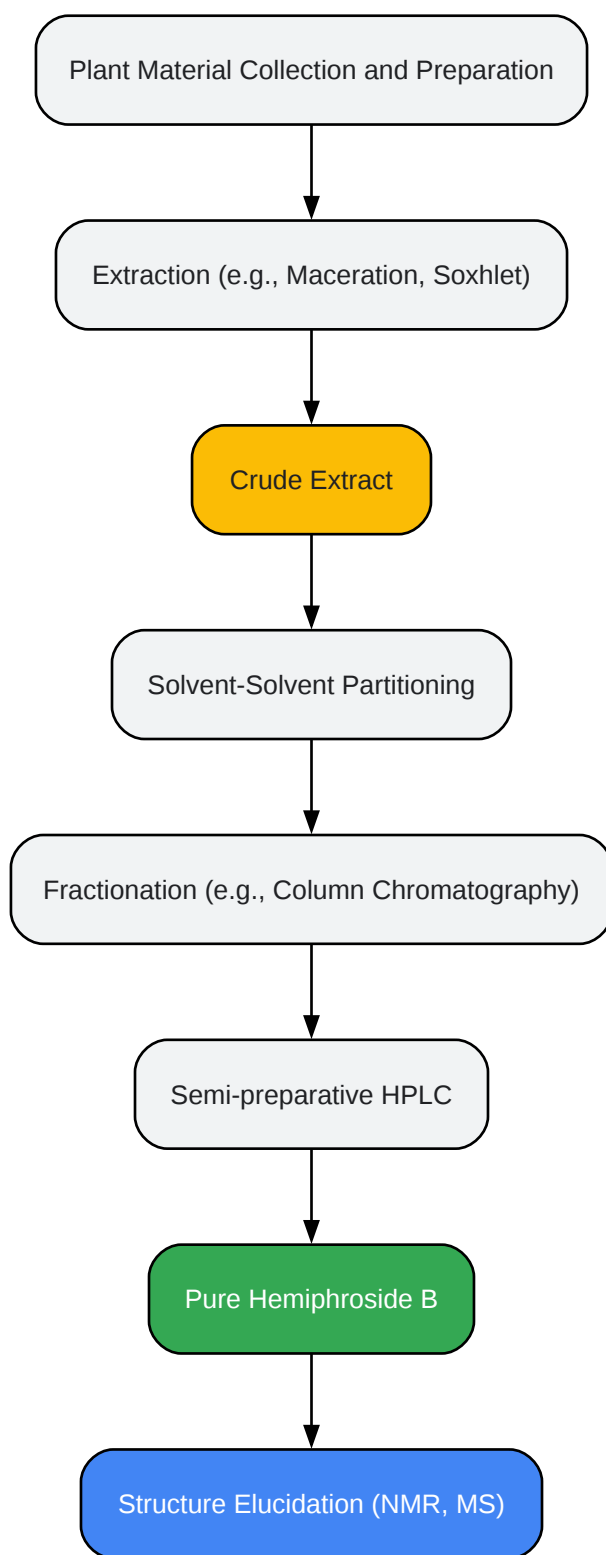 Plant Material Collection and Preparation
Extraction (e.g., Maceration, Soxhlet)
Crude Extract
Solvent-Solvent Partitioning
Fractionation (e.g., Column Chromatography)
Semi-preparative HPLC
Pure Hemiphroside B
Structure Elucidation (NMR, MS)